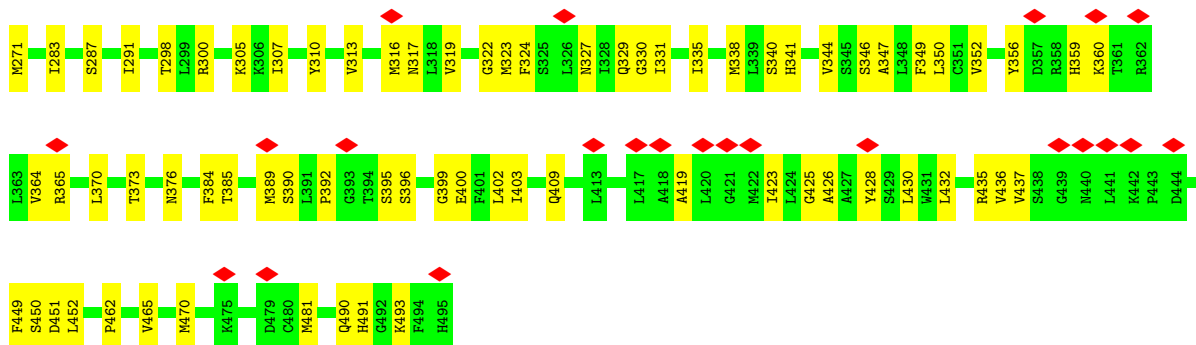 M271 I283 S287 I291 T298 L299 R300 K305 K306 I307 Y310 V313 M316 N317 L318 V319 G322 M323 F324 S325 L326 N327 I328 Q329 G330 I331 I335 M338 L339 S340 H341 V344 S345 S346 A347 L348 F349 L350 C351 V352 Y356 D357 R358 H359 K360 T361 R362
L363 V364 R365 L370 T373 N376 F384 T385 M389 S390 L391 P392 G393 T394 S395 S396 G399 E400 F401 L402 I403 Q409 L413 L417 A418 A419 L420 G421 M422 I423 L424 G425 A426 A427 Y428 S429 L430 W431 L432 R435 V436 V437 S438 G439 N440 L441 K442 P443 D444
F449 S450 D451 L452 P462 V465 M470 K475 D479 C480 M481 Q490 H491 G492 K493 F494 H495